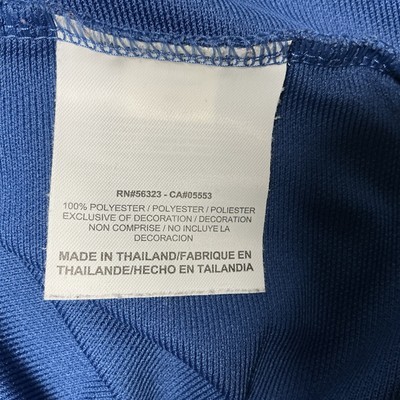 RN#56323 - CA#05553
100% POLYESTER / POLYESTER / POLIESTER
EXCLUSIVE OF DECORATION / DECORATION
NON COMPRISE / NO INCLUYE LA
DECORACION
MADE IN THAILAND/FABRIQUE EN
THAILANDE/HECHO EN TAILANDIA